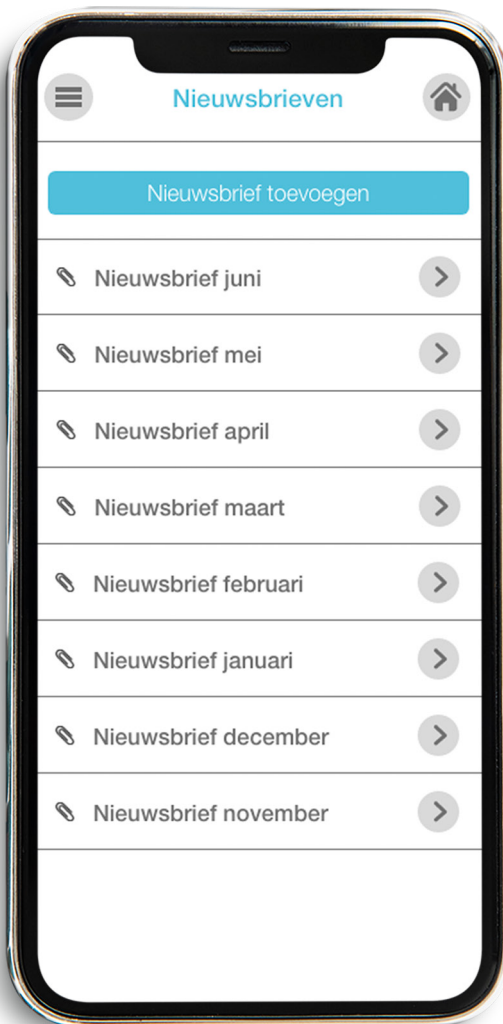 Nieuwsbrieven
Nieuwsbrief toevoegen
Nieuwsbrief juni
Nieuwsbrief mei
Nieuwsbrief april
Nieuwsbrief maart
Nieuwsbrief februari
Nieuwsbrief januari
Nieuwsbrief december
Nieuwsbrief november